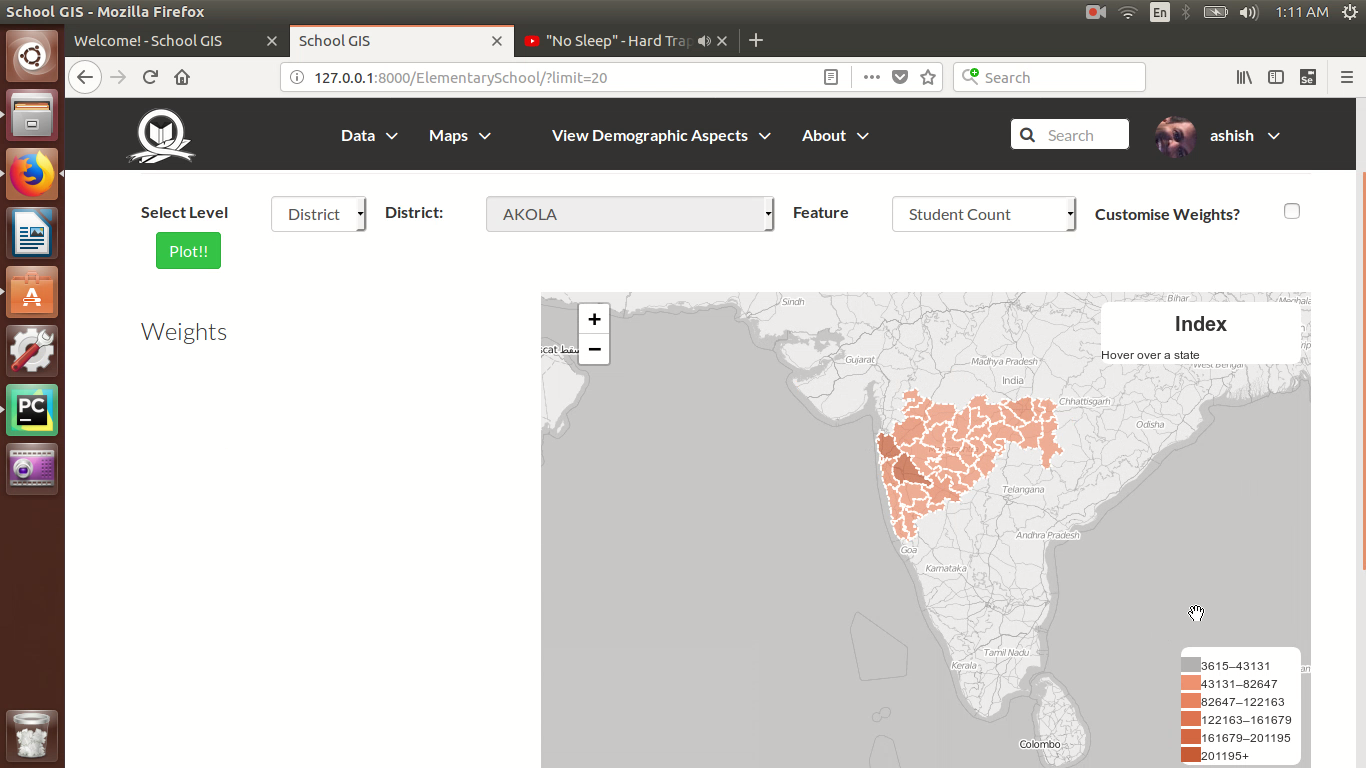 School GIS - Mozilla Firefox
En
1:11 AM
Welcome! - School GIS
School GIS
"No Sleep" - Hard Trap
127.0.0.1:8000/ElementarySchool/?limit=20
Search
Se
Data
Maps
View Demographic Aspects
About
Search
ashish
Select Level
District
District:
AKOLA
Feature
Student Count
Customise Weights?
Plot!!
Weights
+
−
Index
Hover over a state
Sindh
Bihar
Meghala
Gujarat
Madhya Pradesh
West Bengal
India
Chhattisgarh
Odisha
Telangana
Andhra Pradesh
Goa
Karnataka
Tamil Nadu
Kerala
Colombo
3615–43131
43131–82647
82647–122163
122163–161679
161679–201195
201195+
PC
A